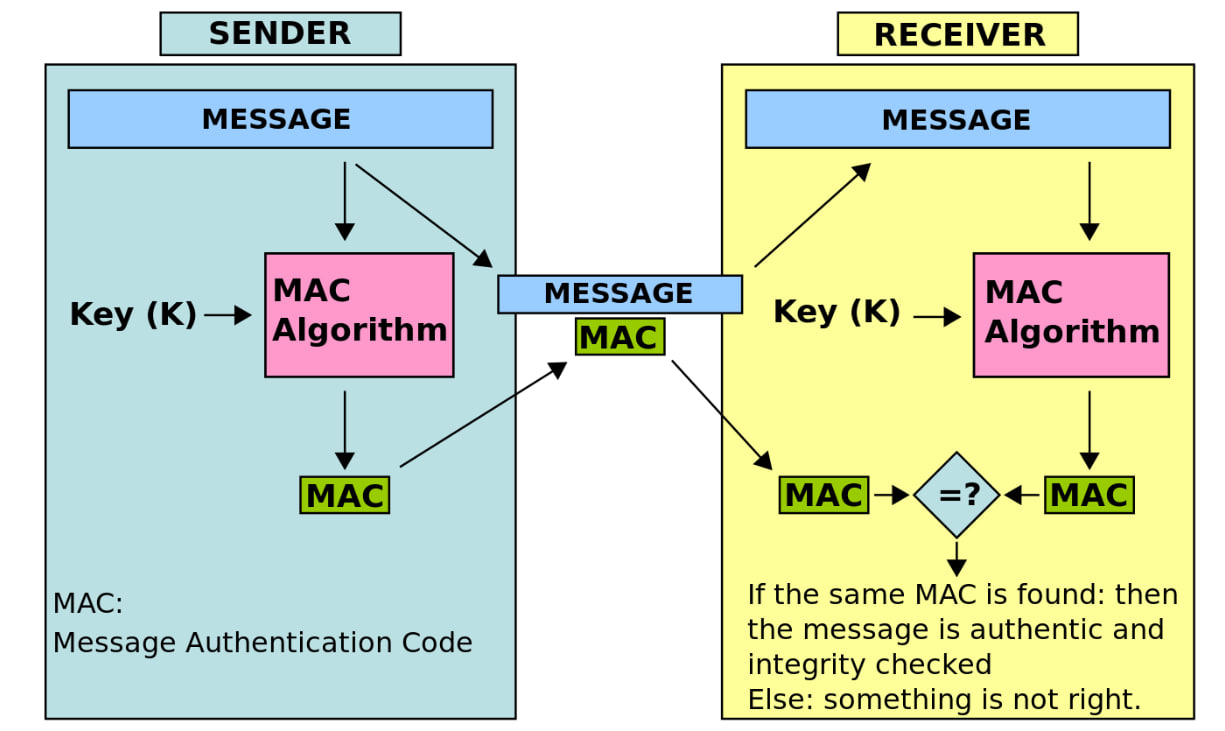 SENDER
MESSAGE
Key (K)
MAC
Algorithm
MAC
MAC:
Message Authentication Code
MESSAGE
MAC
RECEIVER
MESSAGE
Key (K)
MAC
Algorithm
MAC
=?
MAC
If the same MAC is found: then
the message is authentic and
integrity checked
Else: something is not right.